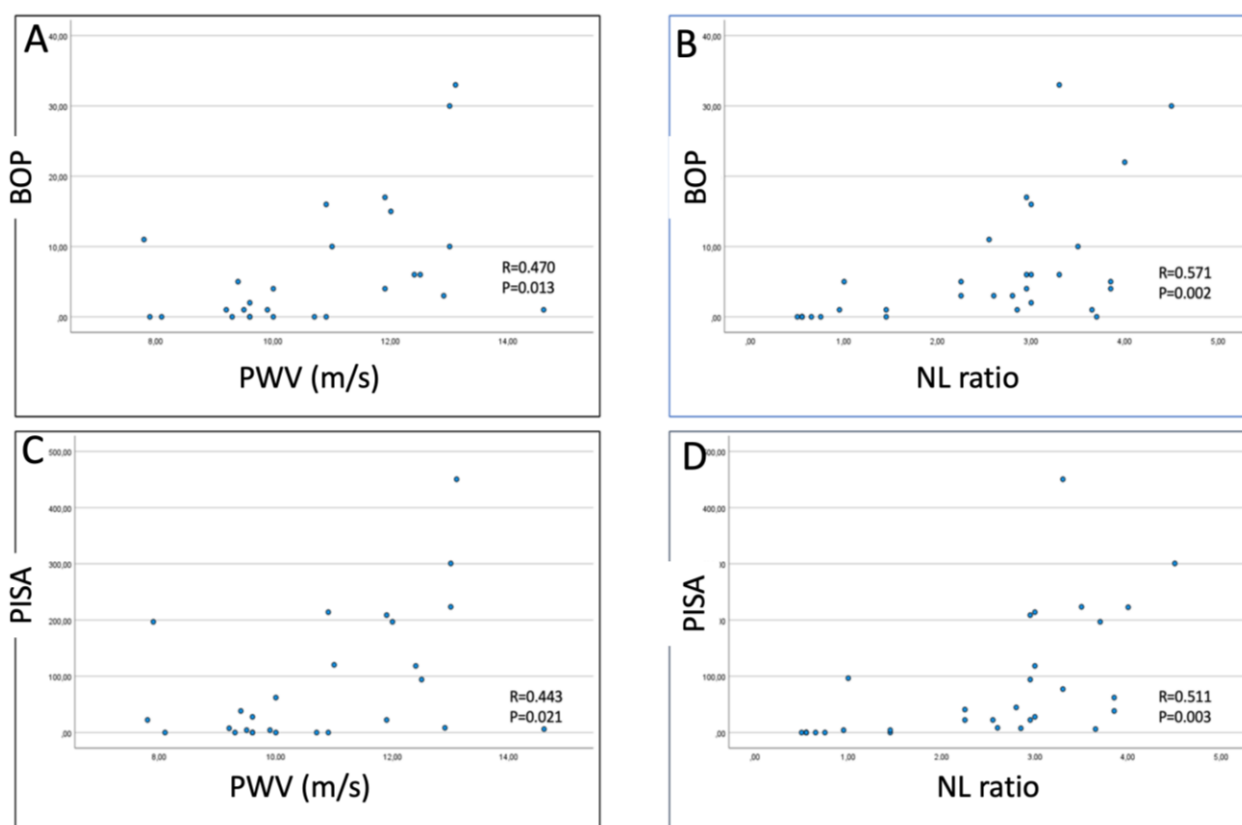 A
40,00
30,00
20,00
10,00
,00
BOP
R=0.470
P=0.013
8,00 10,00 12,00 14,00
PWV (m/s)
B
40,00
30,00
10,00
,00
BOP
R=0.571
P=0.002
,00 1,00 2,00 3,00 4,00 5,00
NL ratio
C
500,00
400,00
300,00
200,00
100,00
,00
PISA
R=0.443
P=0.021
8,00 10,00 12,00 14,00
PWV (m/s)
D
400,00
100,00
,00
PISA
R=0.511
P=0.003
,00 1,00 2,00 3,00 4,00 5,00
NL ratio